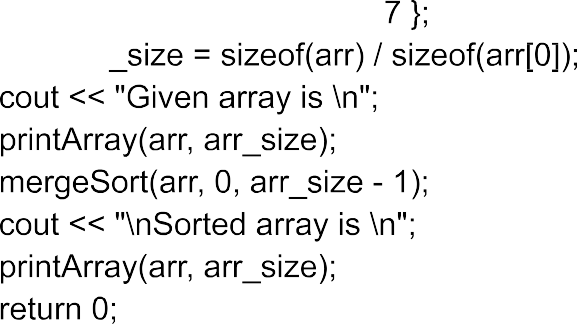 7 };
_size = sizeof(arr) / sizeof(arr[0]);
cout << "Given array is \n";
printArray(arr, arr_size);
mergeSort(arr, 0, arr_size - 1);
cout << "\nSorted array is \n";
printArray(arr, arr_size);
return 0;